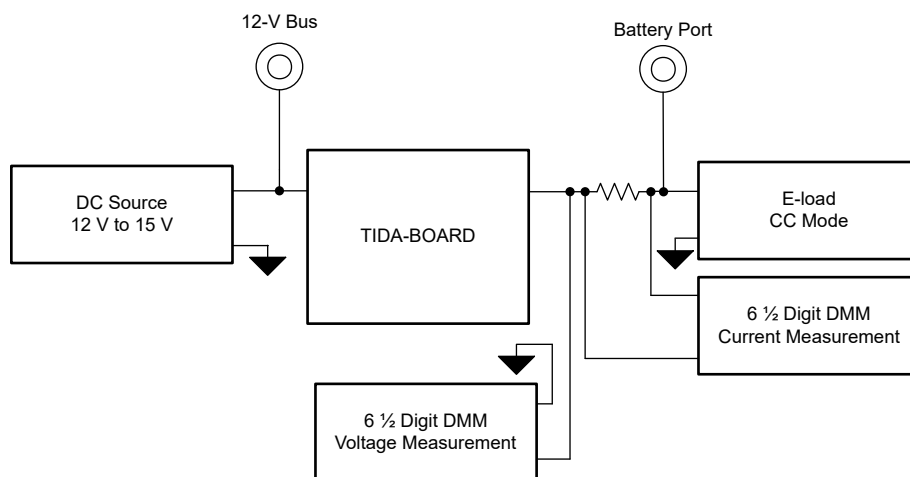 12-V Bus
Battery Port
DC Source
12 V to 15 V
TIDA-BOARD
E-load
CC Mode
6 ½ Digit DMM
Current Measurement
6 ½ Digit DMM
Voltage Measurement